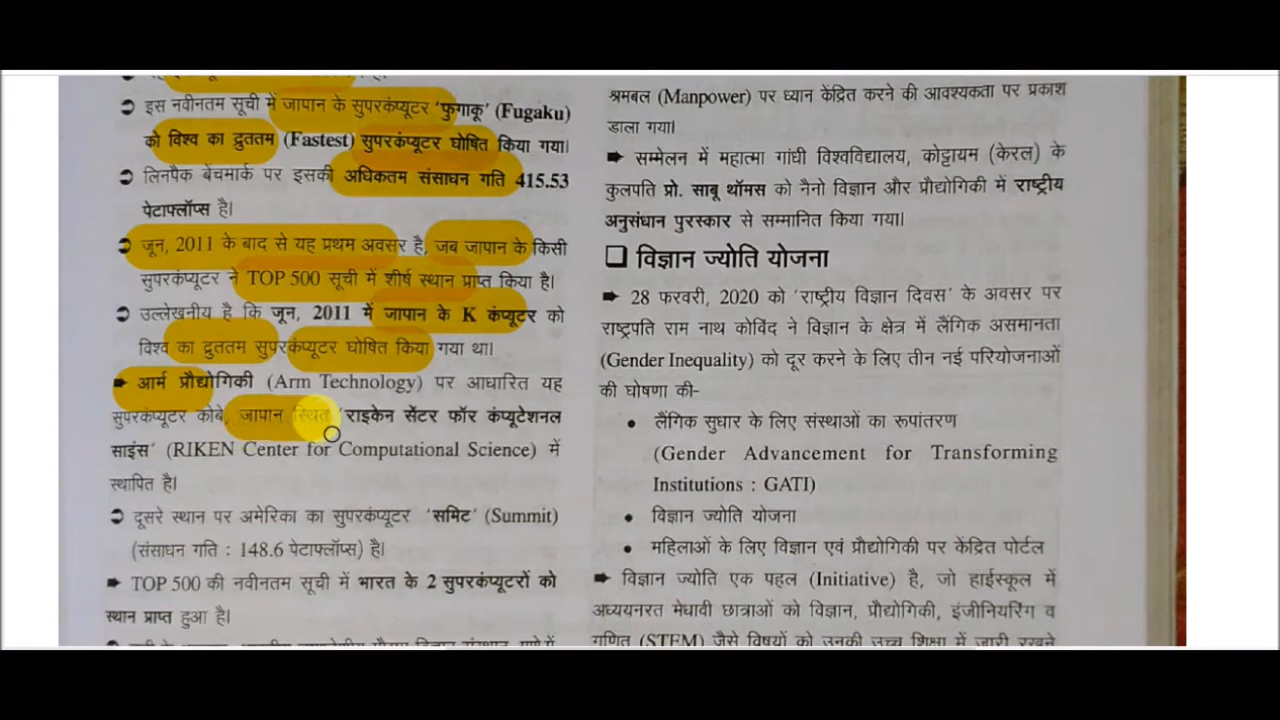 इस नवीनतम सूची में जापान के सुपरकंप्यूटर 'फुगाकू' (Fugaku)
को विश्व का द्रुततम (Fastest) सुपरकंप्यूटर घोषित किया गया।
लिनपैक बेंचमार्क पर इसकी अधिकतम संसाधन गति 415.53
पेटाफ्लॉप्स है।
जून, 2011 के बाद से यह प्रथम अवसर है, जब जापान के किसी
सुपरकंप्यूटर ने TOP 500 सूची में शीर्ष स्थान प्राप्त किया है।
उल्लेखनीय है कि जून, 2011 में जापान के K कंप्यूटर को
विश्व का द्रुततम सुपरकंप्यूटर घोषित किया गया था।
आर्म प्रौद्योगिकी (Arm Technology) पर आधारित यह
सुपरकंप्यूटर कोबे, जापान स्थित 'राइकेन सेंटर फॉर कंप्यूटेशनल
साइंस' (RIKEN Center for Computational Science) में
स्थापित है।
दूसरे स्थान पर अमेरिका का सुपरकंप्यूटर 'समिट' (Summit)
(संसाधन गति : 148.6 पेटाफ्लॉप्स) है।
TOP 500 की नवीनतम सूची में भारत के 2 सुपरकंप्यूटरों को
स्थान प्राप्त हुआ है।
श्रमबल (Manpower) पर ध्यान केंद्रित करने की आवश्यकता पर प्रकाश
डाला गया।
सम्मेलन में महात्मा गांधी विश्वविद्यालय, कोट्टायम (केरल) के
कुलपति प्रो. साबू थॉमस को नैनो विज्ञान और प्रौद्योगिकी में राष्ट्रीय
अनुसंधान पुरस्कार से सम्मानित किया गया।
विज्ञान ज्योति योजना
28 फरवरी, 2020 को 'राष्ट्रीय विज्ञान दिवस' के अवसर पर
राष्ट्रपति राम नाथ कोविंद ने विज्ञान के क्षेत्र में लैंगिक असमानता
(Gender Inequality) को दूर करने के लिए तीन नई परियोजनाओं
की घोषणा की-
• लैंगिक सुधार के लिए संस्थाओं का रूपांतरण
(Gender Advancement for Transforming
Institutions : GATI)
• विज्ञान ज्योति योजना
• महिलाओं के लिए विज्ञान एवं प्रौद्योगिकी पर केंद्रित पोर्टल
विज्ञान ज्योति एक पहल (Initiative) है, जो हाईस्कूल में
अध्ययनरत मेधावी छात्राओं को विज्ञान, प्रौद्योगिकी, इंजीनियरिंग व
गणित (STEM) जैसे विषयों को उनकी उच्च शिक्षा में जारी रखने